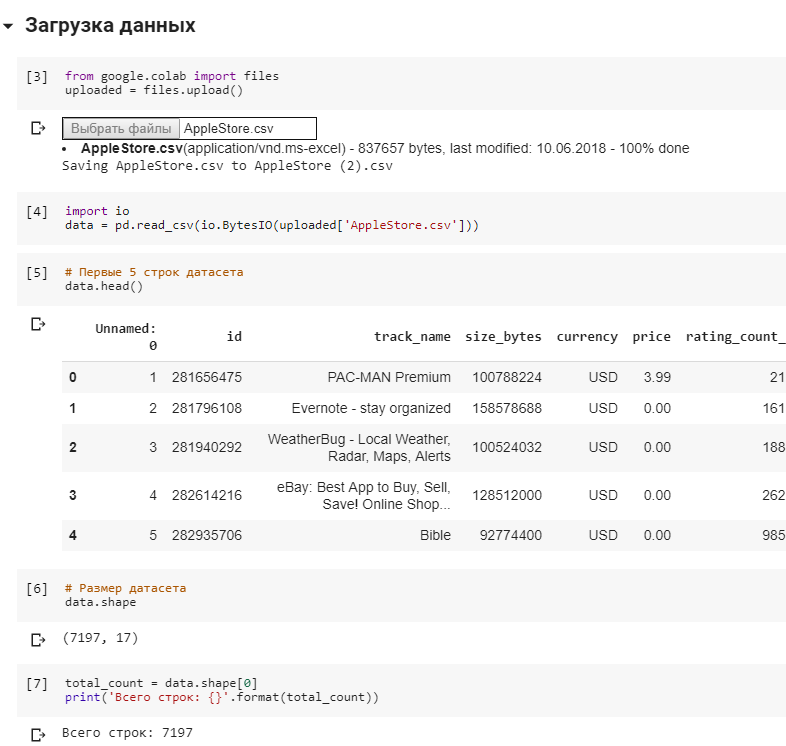 Загрузка данных
[3] from google.colab import files
uploaded = files.upload()
Выбрать файлы AppleStore.csv
• AppleStore.csv(application/vnd.ms-excel) - 837657 bytes, last modified: 10.06.2018 - 100% done
Saving AppleStore.csv to AppleStore (2).csv
[4] import io
data = pd.read_csv(io.BytesIO(uploaded['AppleStore.csv']))
[5] # Первые 5 строк датасета
data.head()
Unnamed: 0 id track_name size_bytes currency price rating_count_
0 1 281656475 PAC-MAN Premium 100788224 USD 3.99 21
1 2 281796108 Evernote - stay organized 158578688 USD 0.00 161
2 3 281940292 WeatherBug - Local Weather, Radar, Maps, Alerts 100524032 USD 0.00 188
3 4 282614216 eBay: Best App to Buy, Sell, Save! Online Shop... 128512000 USD 0.00 262
4 5 282935706 Bible 92774400 USD 0.00 985
[6] # Размер датасета
data.shape
(7197, 17)
[7] total_count = data.shape[0]
print('Всего строк: {}'.format(total_count))
Всего строк: 7197